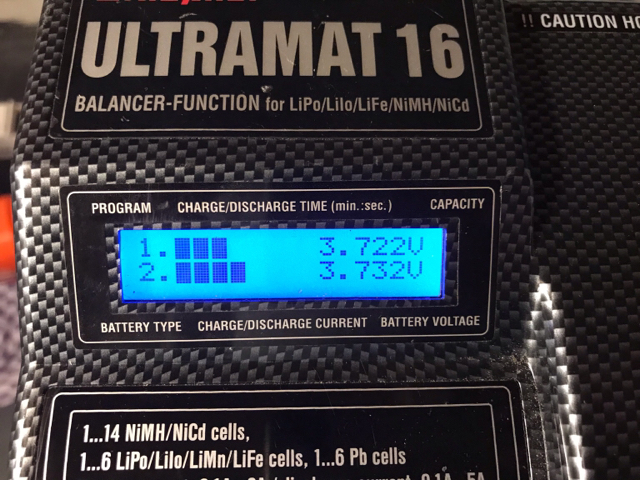 ULTRAMAT 16
BALANCER-FUNCTION for LiPo/LiIo/LiFe/NiMH/NiCd
!! CAUTION
PROGRAM CHARGE/DISCHARGE TIME (min.:sec.) CAPACITY
1. 3.722V
2. 3.732V
BATTERY TYPE CHARGE/DISCHARGE CURRENT BATTERY VOLTAGE
1...14 NiMH/NiCd cells,
1...6 LiPo/LiIo/LiMn/LiFe cells, 1...6 Pb cells